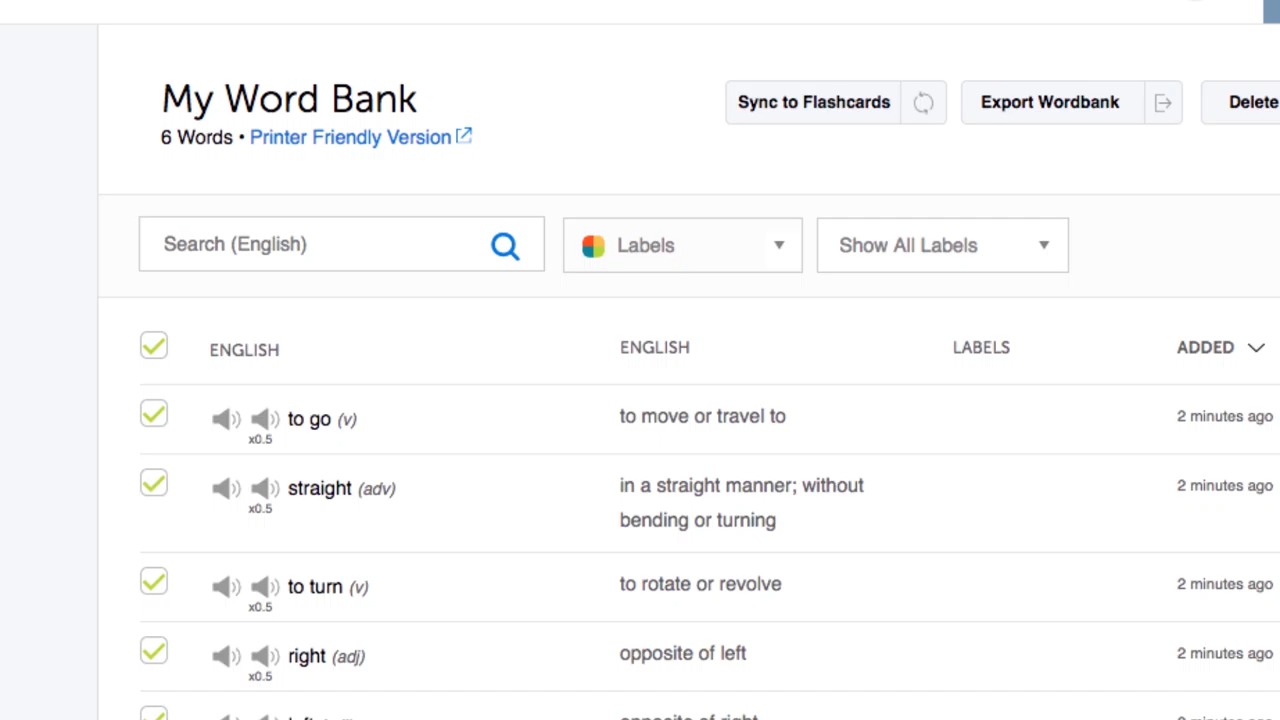 My Word Bank
6 Words • Printer Friendly Version
Sync to Flashcards
Export Wordbank
Delete
Search (English)
Labels
Show All Labels
ENGLISH ENGLISH LABELS ADDED
to go (v) to move or travel to 2 minutes ago
x0.5
straight (adv) in a straight manner; without 2 minutes ago
x0.5
bending or turning
to turn (v) to rotate or revolve 2 minutes ago
x0.5
right (adj) opposite of left 2 minutes ago
x0.5
opposite of right